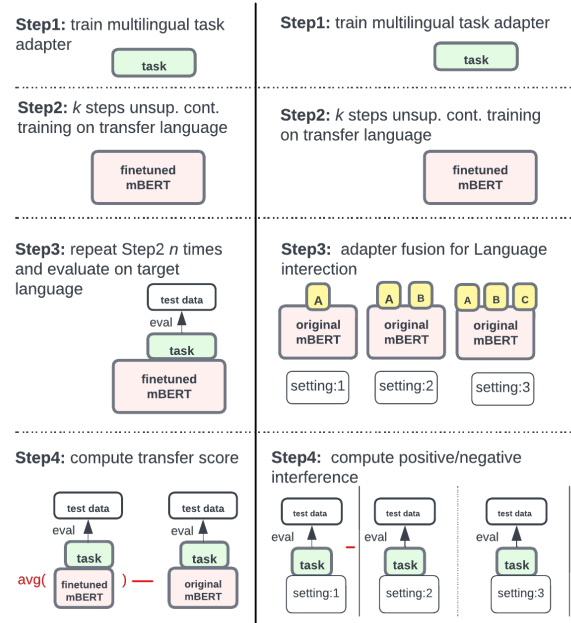 Step1: train multilingual task
adapter
task
Step2: k steps unsup. cont.
training on transfer language
finetuned
mBERT
Step3: repeat Step2 n times
and evaluate on target
language
test data
eval
task
finetuned
mBERT
Step4: compute transfer score
test data
test data
eval
eval
task
task
avg(
finetuned
mBERT
) —
original
mBERT
Step1: train multilingual task adapter
task
Step2: k steps unsup. cont. training
on transfer language
finetuned
mBERT
Step3: adapter fusion for Language
interection
A
A B
A B C
original
mBERT
original
mBERT
original
mBERT
setting:1
setting:2
setting:3
Step4: compute positive/negative
interference
test data
test data
test data
eval
eval
eval
task
–
task
task
setting:1
setting:2
setting:3